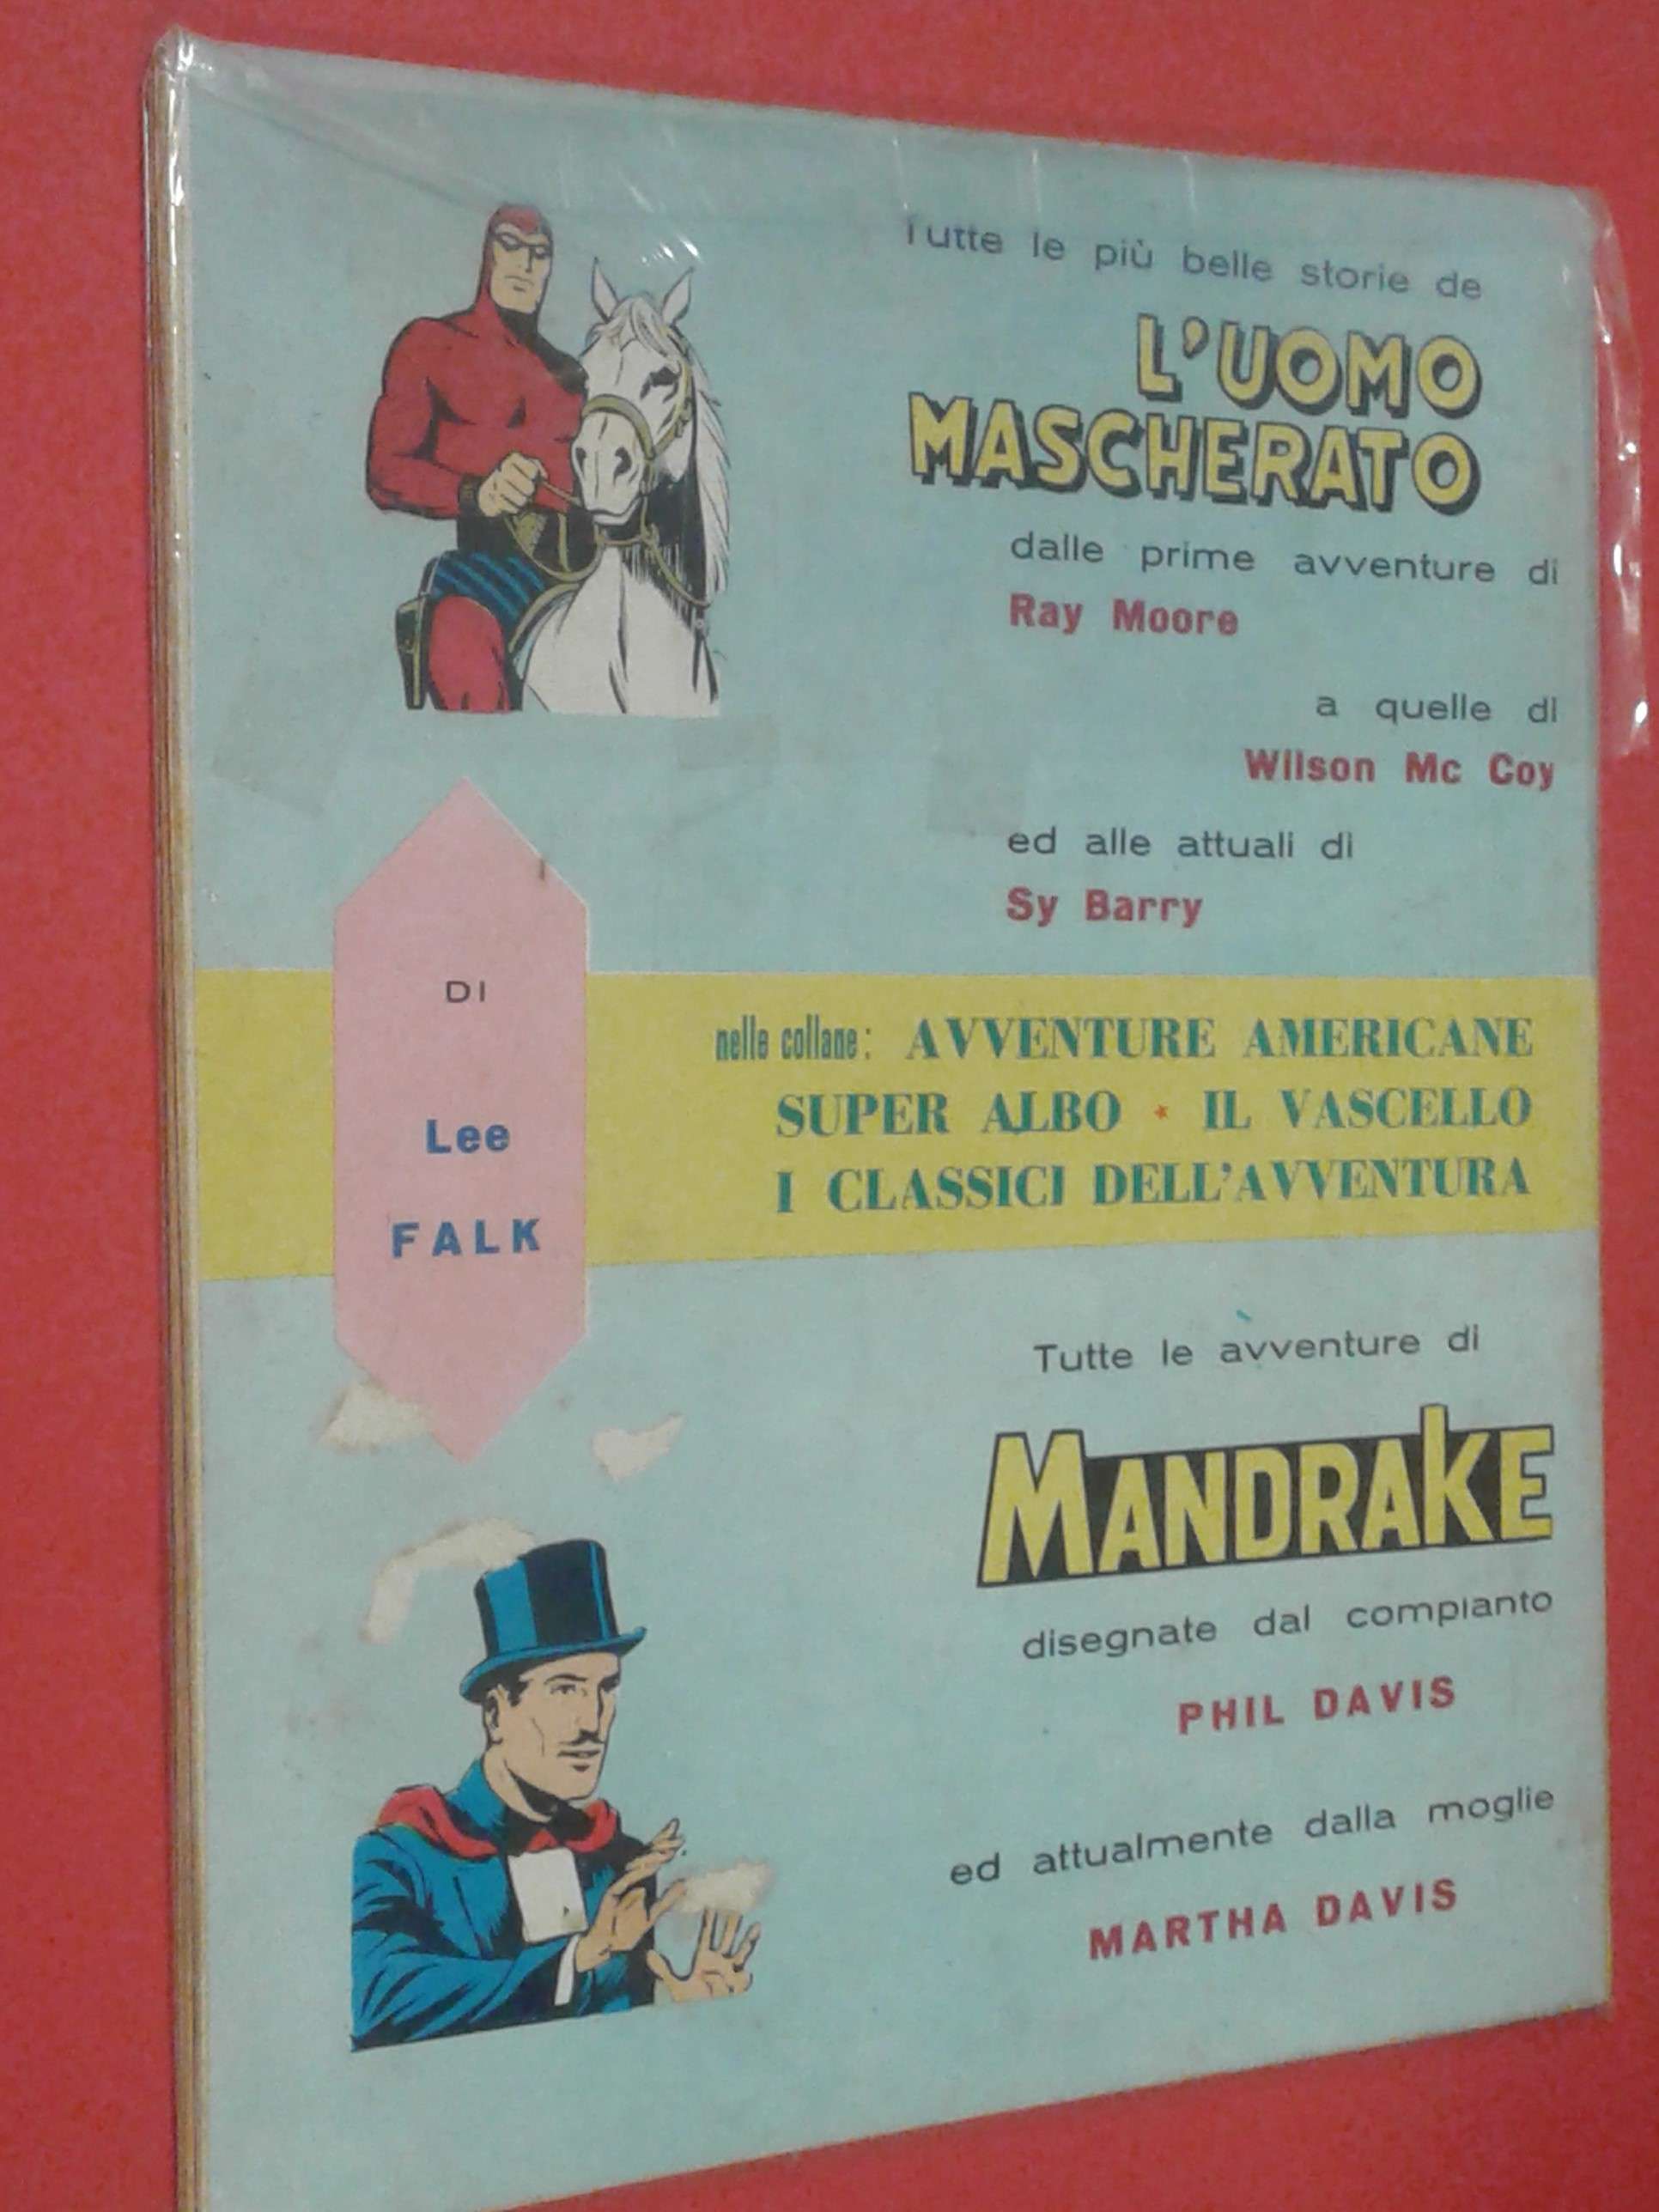 Tutte le più belle storie de
L'UOMO
MASCHERATO
dalle prime avventure di
Ray Moore
a quelle di
Wilson Mc Coy
ed alle attuali di
Sy Barry
DI
Lee
FALK
nelle collane: AVVENTURE AMERICANE
SUPER ALBO * IL VASCELLO
I CLASSICI DELL'AVVENTURA
Tutte le avventure di
MANDRAKE
disegnate dal compianto
PHIL DAVIS
ed attualmente dalla moglie
MARTHA DAVIS